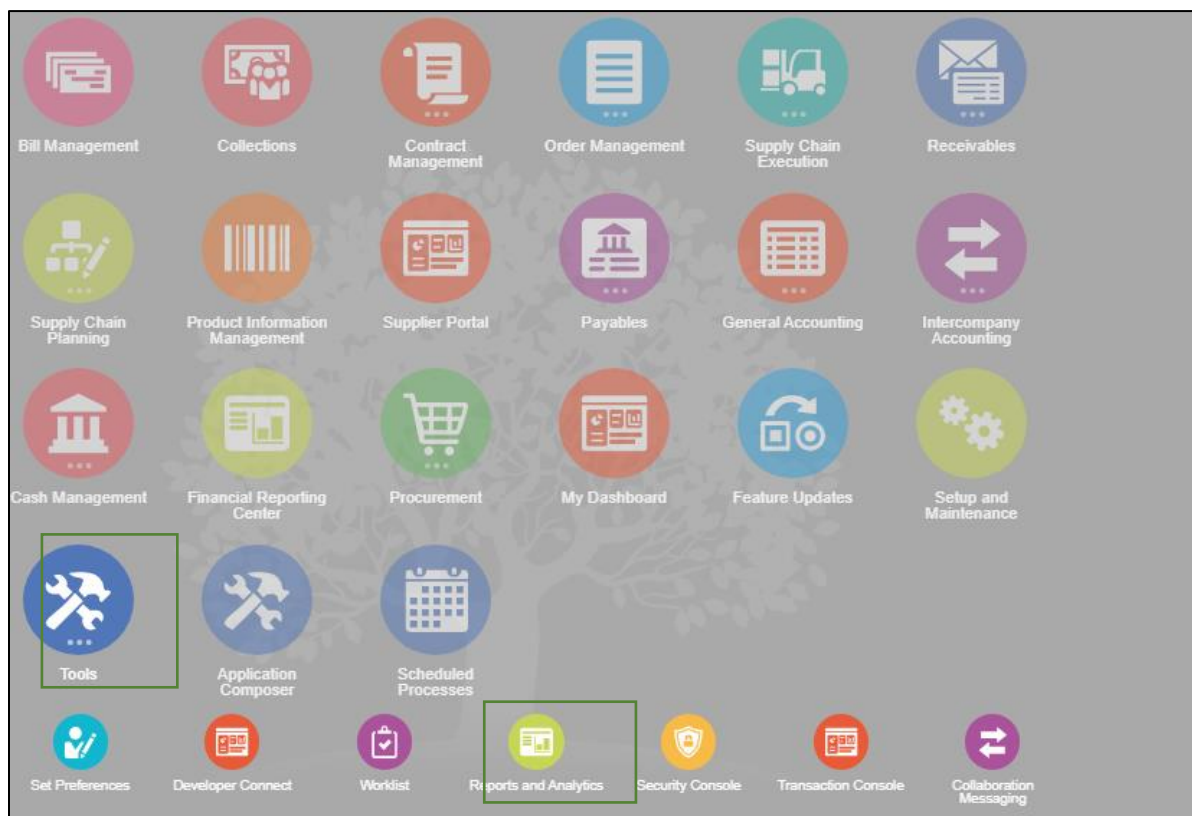 Bill Management
Collections
Contract
Management
Order Management
Supply Chain
Execution
Receivables
Supply Chain
Planning
Product Information
Management
Supplier Portal
Payables
General Accounting
Intercompany
Accounting
Cash Management
Financial Reporting
Center
Procurement
My Dashboard
Feature Updates
Setup and
Maintenance
Tools
Application
Composer
Scheduled
Processes
Set Preferences
Developer Connect
Worklist
Reports and Analytics
Security Console
Transaction Console
Collaboration
Messaging